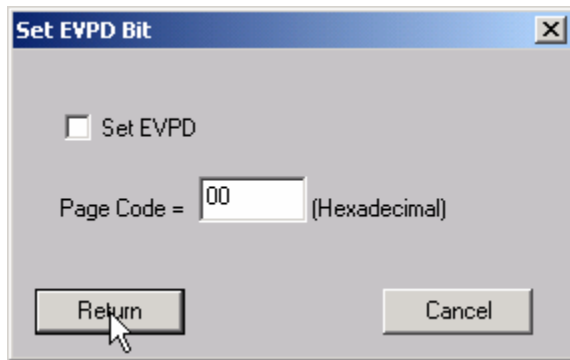 Set EVPD Bit
Set EVPD
Page Code = 00 (Hexadecimal)
Return Cancel